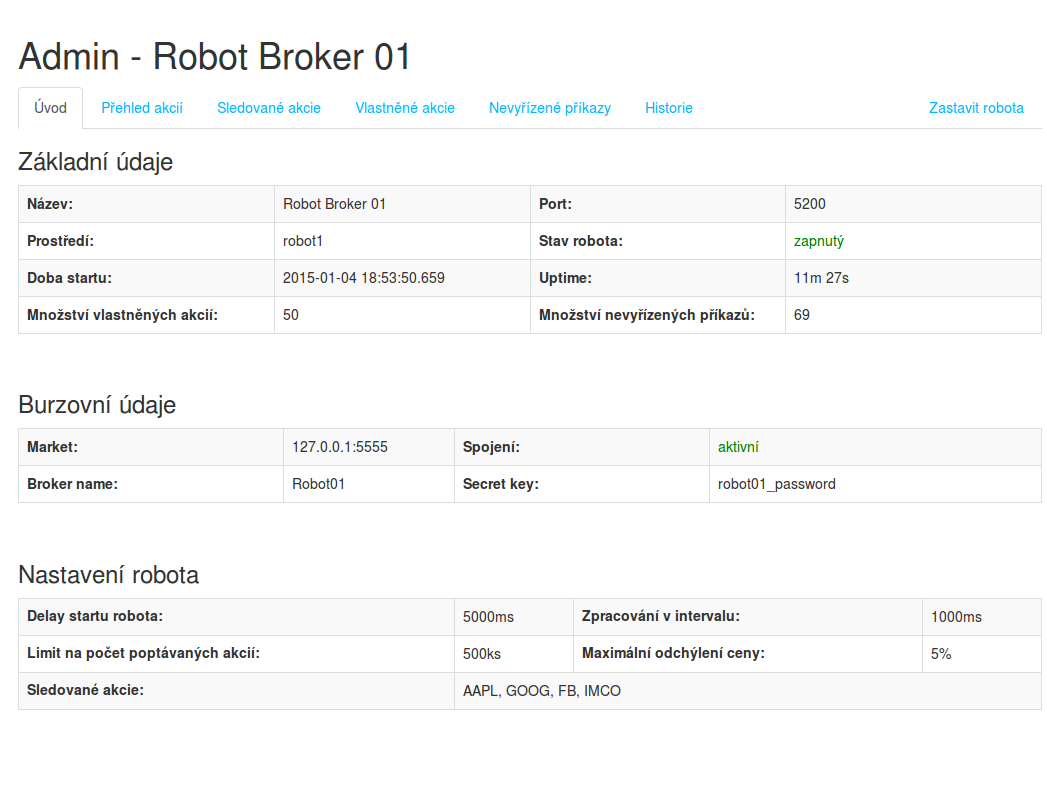 Admin - Robot Broker 01
Úvod Přehled akcií Sledované akcie Vlastněné akcie Nevyřízené příkazy Historie Zastavit robota
Základní údaje
Název: Robot Broker 01 Port: 5200
Prostředí: robot1 Stav robota: zapnutý
Doba startu: 2015-01-04 18:53:50.659 Uptime: 11m 27s
Množství vlastněných akcií: 50 Množství nevyřízených příkazů: 69
Burzovní údaje
Market: 127.0.0.1:5555 Spojení: aktivní
Broker name: Robot01 Secret key: robot01_password
Nastavení robota
Delay startu robota: 5000ms Zpracování v intervalu: 1000ms
Limit na počet poptávaných akcií: 500ks Maximální odchýlení ceny: 5%
Sledované akcie: AAPL, GOOG, FB, IMCO